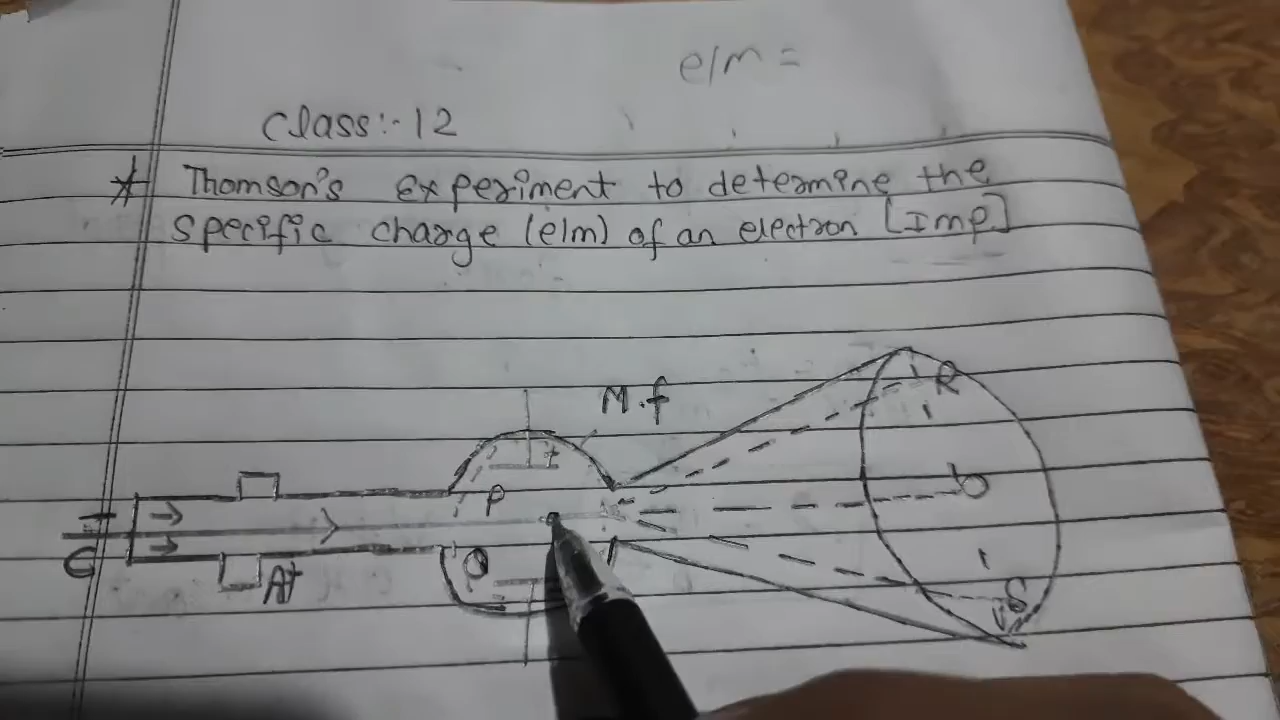 e/m =
Class:- 12
* Thomson's experiment to determine the
specific charge (e/m) of an electron [Imp]
M.f
R
+
P
O
C
-
A+
Q
S